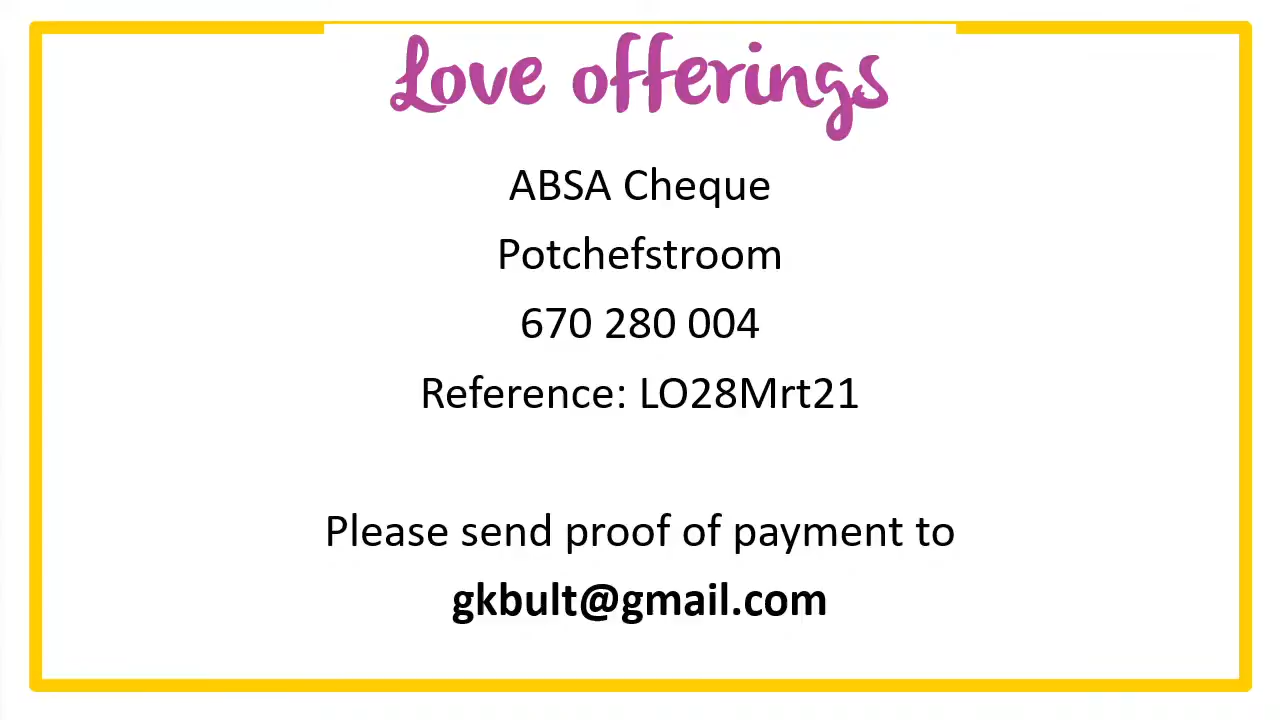 Love offerings
ABSA Cheque
Potchefstroom
670 280 004
Reference: LO28Mrt21
Please send proof of payment to
gkbult@gmail.com